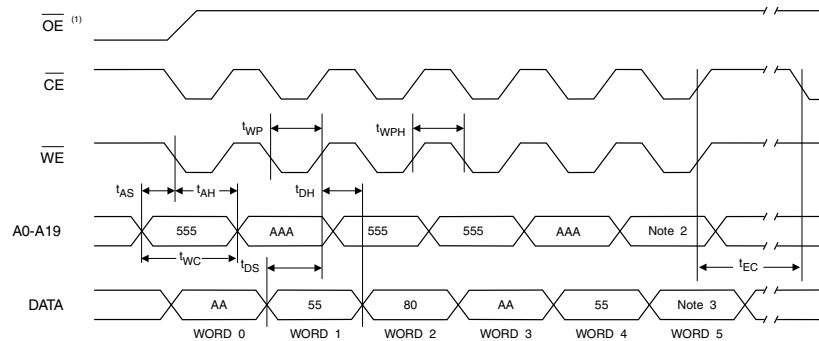 OE (1)
CE
tWP
tWPH
WE
tAS
tAH
tDH
A0-A19
555
AAA
555
555
AAA
Note 2
tWC
tDS
tEC
DATA
AA
55
80
AA
55
Note 3
WORD 0
WORD 1
WORD 2
WORD 3
WORD 4
WORD 5